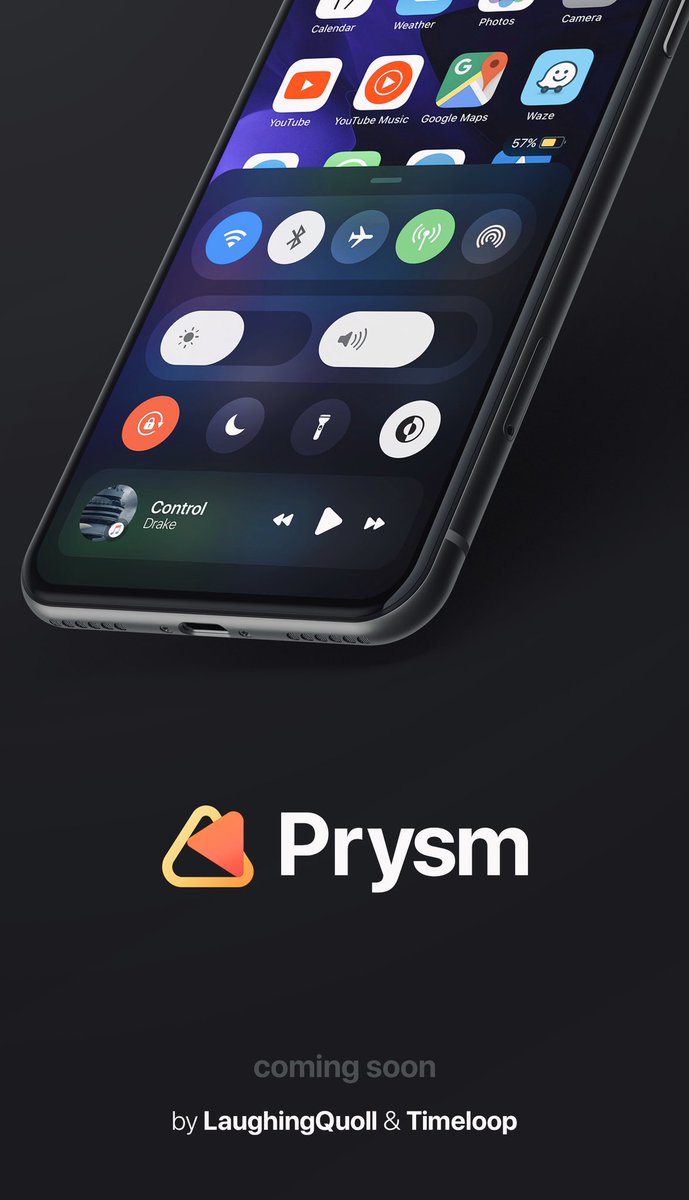 Calendar
Weather
Photos
Camera
YouTube
YouTube Music
Google Maps
Waze
57%
Control
Drake
Prysm
coming soon
by LaughingQuoll & Timeloop